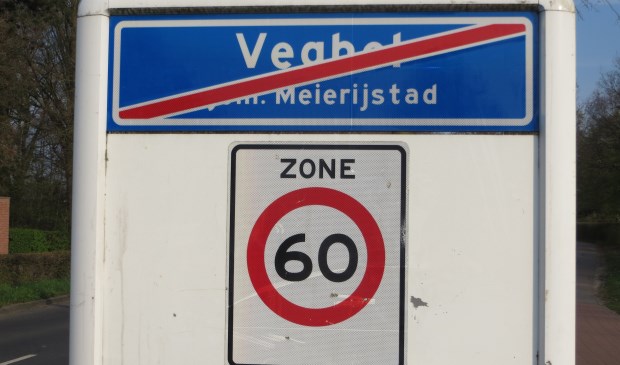 Veghel
gem. Meierijstad
ZONE
60